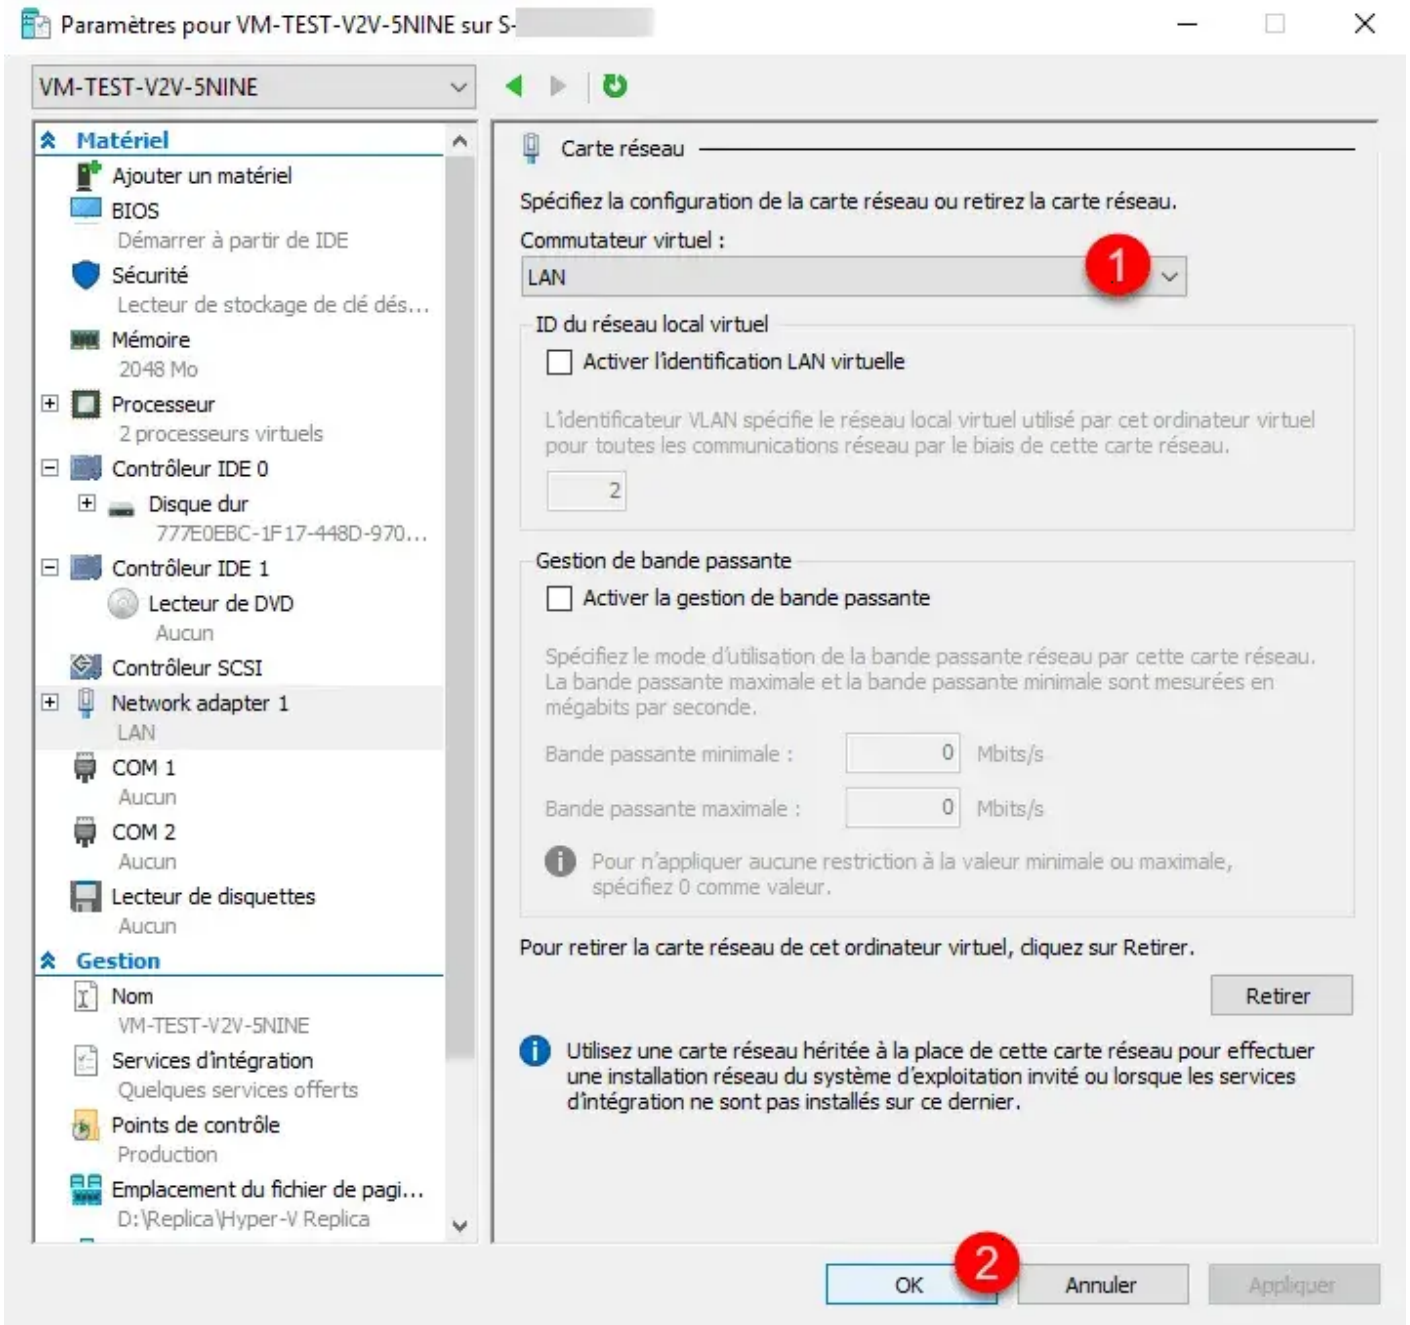 Paramètres pour VM-TEST-V2V-5NINE sur S-
VM-TEST-V2V-5NINE
Matériel
Ajouter un matériel
BIOS
Démarrer à partir de IDE
Sécurité
Lecteur de stockage de clé dés...
Mémoire
2048 Mo
Processeur
2 processeurs virtuels
Contrôleur IDE 0
Disque dur
777E0EBC-1F17-448D-970...
Contrôleur IDE 1
Lecteur de DVD
Aucun
Contrôleur SCSI
Network adapter 1
LAN
COM 1
Aucun
COM 2
Aucun
Lecteur de disquettes
Aucun
Gestion
Nom
VM-TEST-V2V-5NINE
Services d'intégration
Quelques services offerts
Points de contrôle
Production
Emplacement du fichier de pagi...
D:\Replica\Hyper-V Replica
Carte réseau
Spécifiez la configuration de la carte réseau ou retirez la carte réseau.
Commutateur virtuel :
LAN
1
ID du réseau local virtuel
Activer l'identification LAN virtuelle
L'identificateur VLAN spécifie le réseau local virtuel utilisé par cet ordinateur virtuel
pour toutes les communications réseau par le biais de cette carte réseau.
2
Gestion de bande passante
Activer la gestion de bande passante
Spécifiez le mode d'utilisation de la bande passante réseau par cette carte réseau.
La bande passante maximale et la bande passante minimale sont mesurées en
mégabits par seconde.
Bande passante minimale : 0 Mbits/s
Bande passante maximale : 0 Mbits/s
Pour n'appliquer aucune restriction à la valeur minimale ou maximale,
spécifiez 0 comme valeur.
Pour retirer la carte réseau de cet ordinateur virtuel, cliquez sur Retirer.
Retirer
Utilisez une carte réseau héritée à la place de cette carte réseau pour effectuer
une installation réseau du système d'exploitation invité ou lorsque les services
d'intégration ne sont pas installés sur ce dernier.
OK 2 Annuler Appliquer